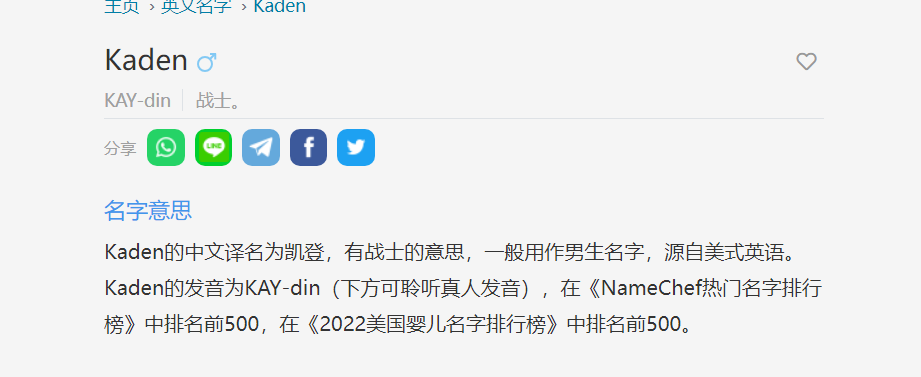 主页 › 英文名字 › Kaden
Kaden ♂
KAY-din 战士。
分享 LINE
名字意思
Kaden的中文译名为凯登，有战士的意思，一般用作男生名字，源自美式英语。
Kaden的发音为KAY-din（下方可聆听真人发音），在《NameChef热门名字排行
榜》中排名前500，在《2022美国婴儿名字排行榜》中排名前500。